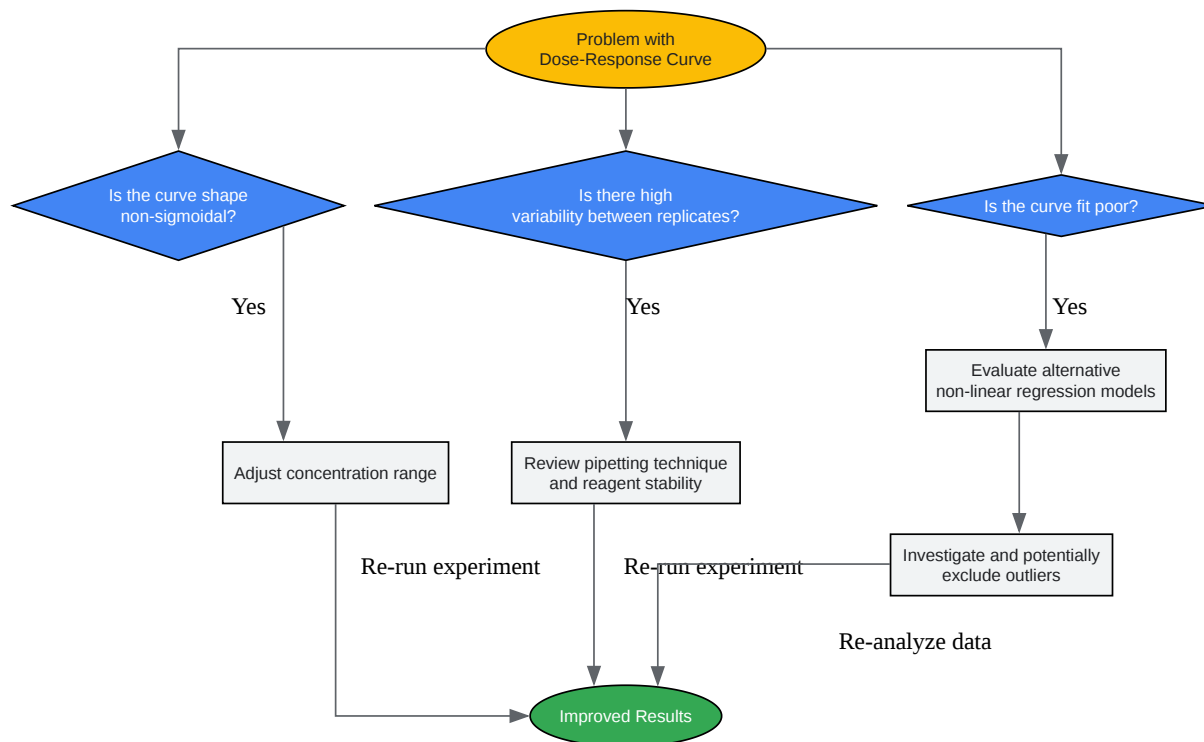 Problem with
Dose-Response Curve
Is the curve shape
non-sigmoidal?
Is there high
variability between replicates?
Is the curve fit poor?
Yes
Yes
Yes
Evaluate alternative
non-linear regression models
Adjust concentration range
Review pipetting technique
and reagent stability
Investigate and potentially
exclude outliers
Re-run experiment
Re-run experiment
Re-analyze data
Improved Results